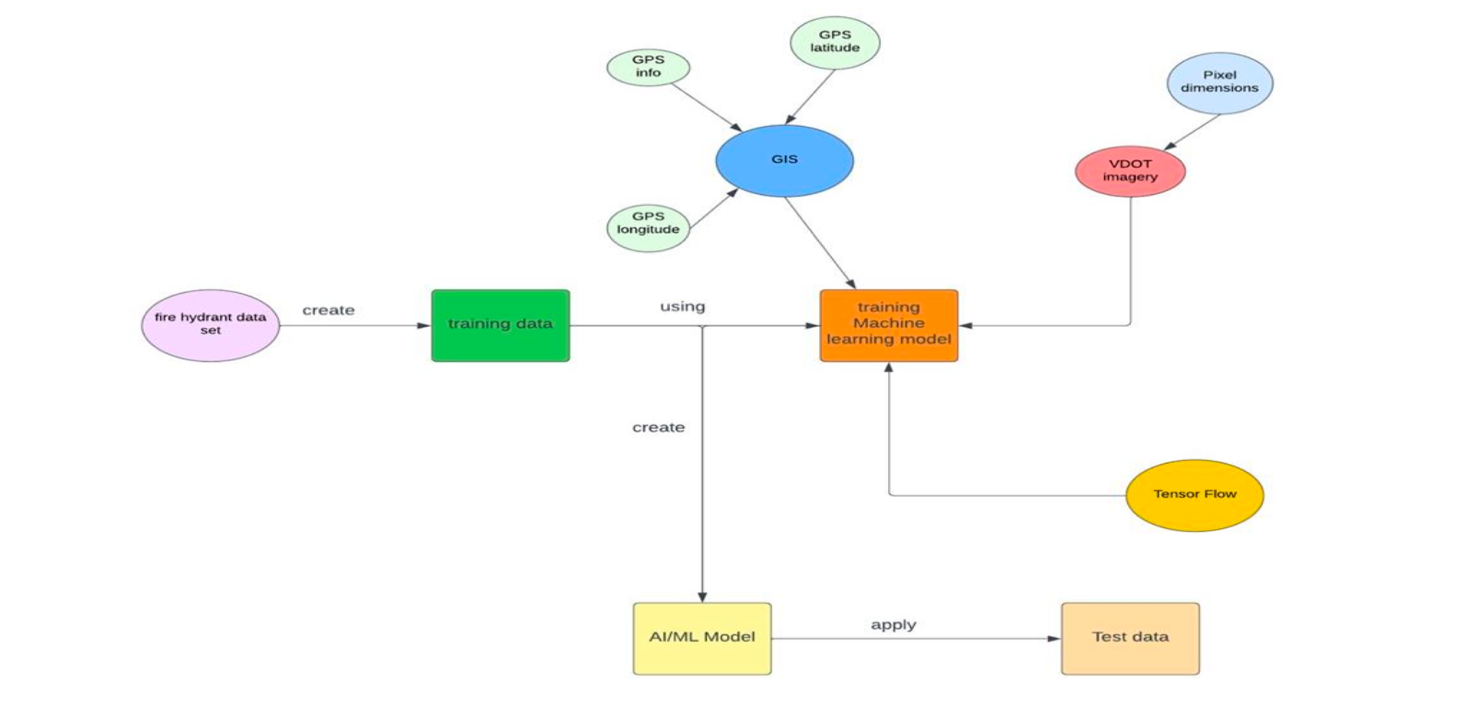 GPS
latitude
GPS
info
Pixel
dimensions
GIS
VDOT
imagery
GPS
longitude
fire hydrant data
set
create
training data
using
training
Machine
learning model
create
Tensor Flow
AI/ML Model
apply
Test data